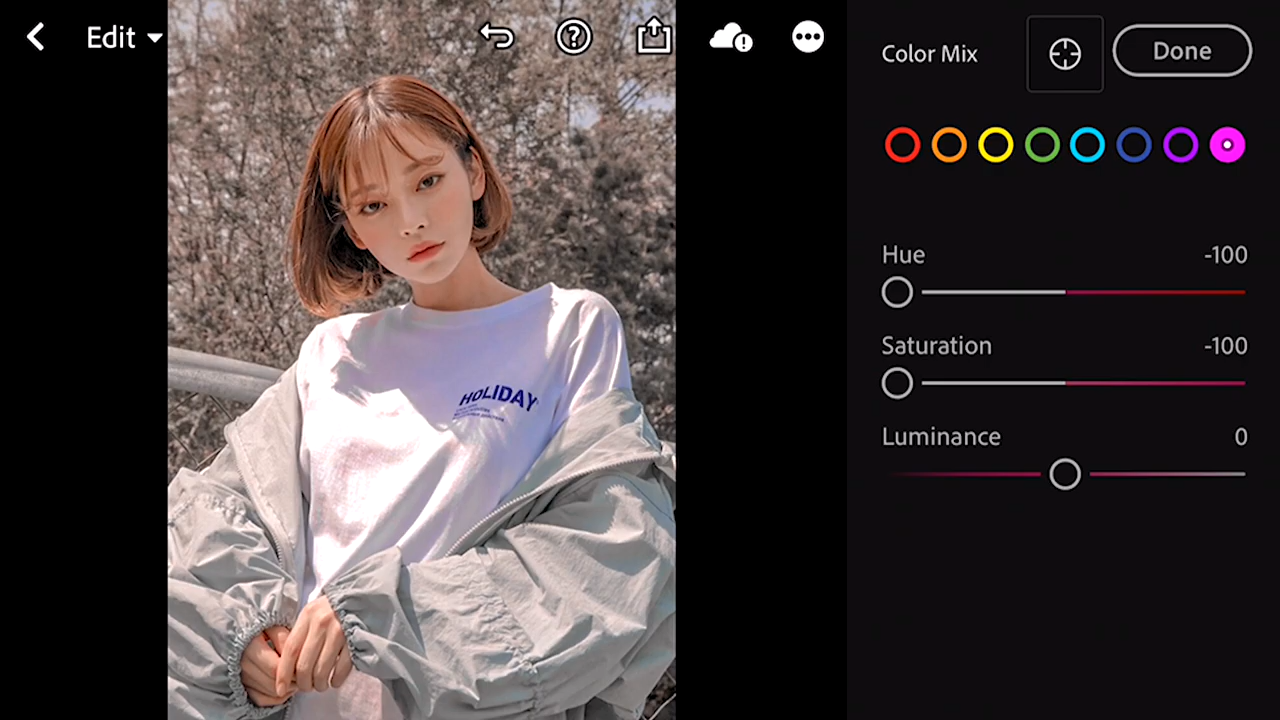 Edit
Color Mix
Done
Hue -100
Saturation -100
Luminance 0
HOLIDAY